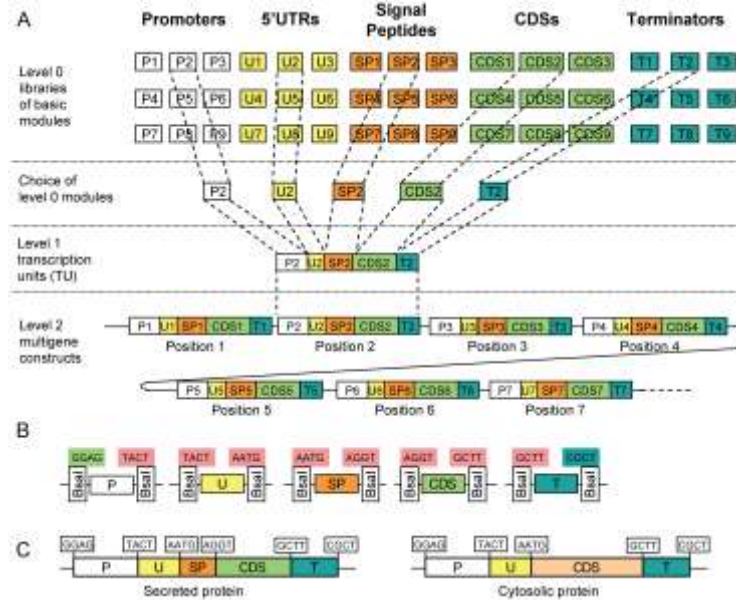 A
Promoters 5'UTRs Signal Peptides CDSs Terminators
Level 0 libraries of basic modules
P1 P2 P3 U1 U2 U3 SP1 SP2 SP3 CDS1 CDS2 CDS3 T1 T2 T3
P4 P5 P6 U4 U5 U6 SP4 SP5 SP6 CDS4 DDS5 CDS6 T4 T5 T6
P7 P8 P9 U7 U8 U9 SP7 SP8 SP9 CDS7 CDS8 CDS9 T7 T8 T9
Choice of level 0 modules
P2 U2 SP2 CDS2 T2
Level 1 transcription units (TU)
P2 U2 SP2 CDS2 T2
Level 2 multigene constructs
P1 U1 SP1 CDS1 T1 P2 U2 SP2 CDS2 T2 P3 U3 SP3 CDS3 T3 P4 U4 SP4 CDS4 T4
Position 1 Position 2 Position 3 Position 4
P5 U5 SP5 CDS5 T5 P6 U6 SP6 CDS6 T6 P7 U7 SP7 CDS7 T7
Position 5 Position 6 Position 7
B
GGAG TACT TACT AATG AATG AGGT AGGT GCTT GCTT CGCT
BsaI P BsaI BsaI U BsaI BsaI SP BsaI BsaI CDS BsaI BsaI T BsaI
C
GGAG TACT AATG AGGT GCTT CGCT GGAG TACT AATG GCTT CGCT
P U SP CDS T P U CDS T
Secreted protein Cytosolic protein